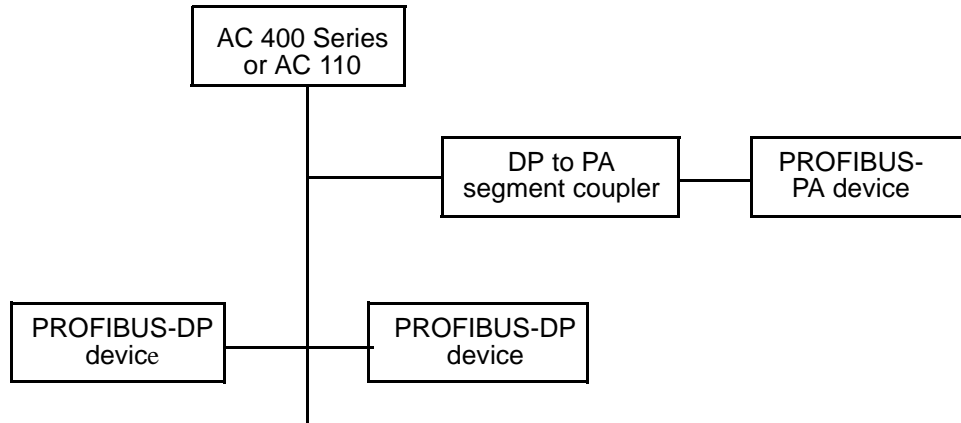 AC 400 Series
or AC 110
DP to PA
segment coupler
PROFIBUS-
PA device
PROFIBUS-DP
device
PROFIBUS-DP
device